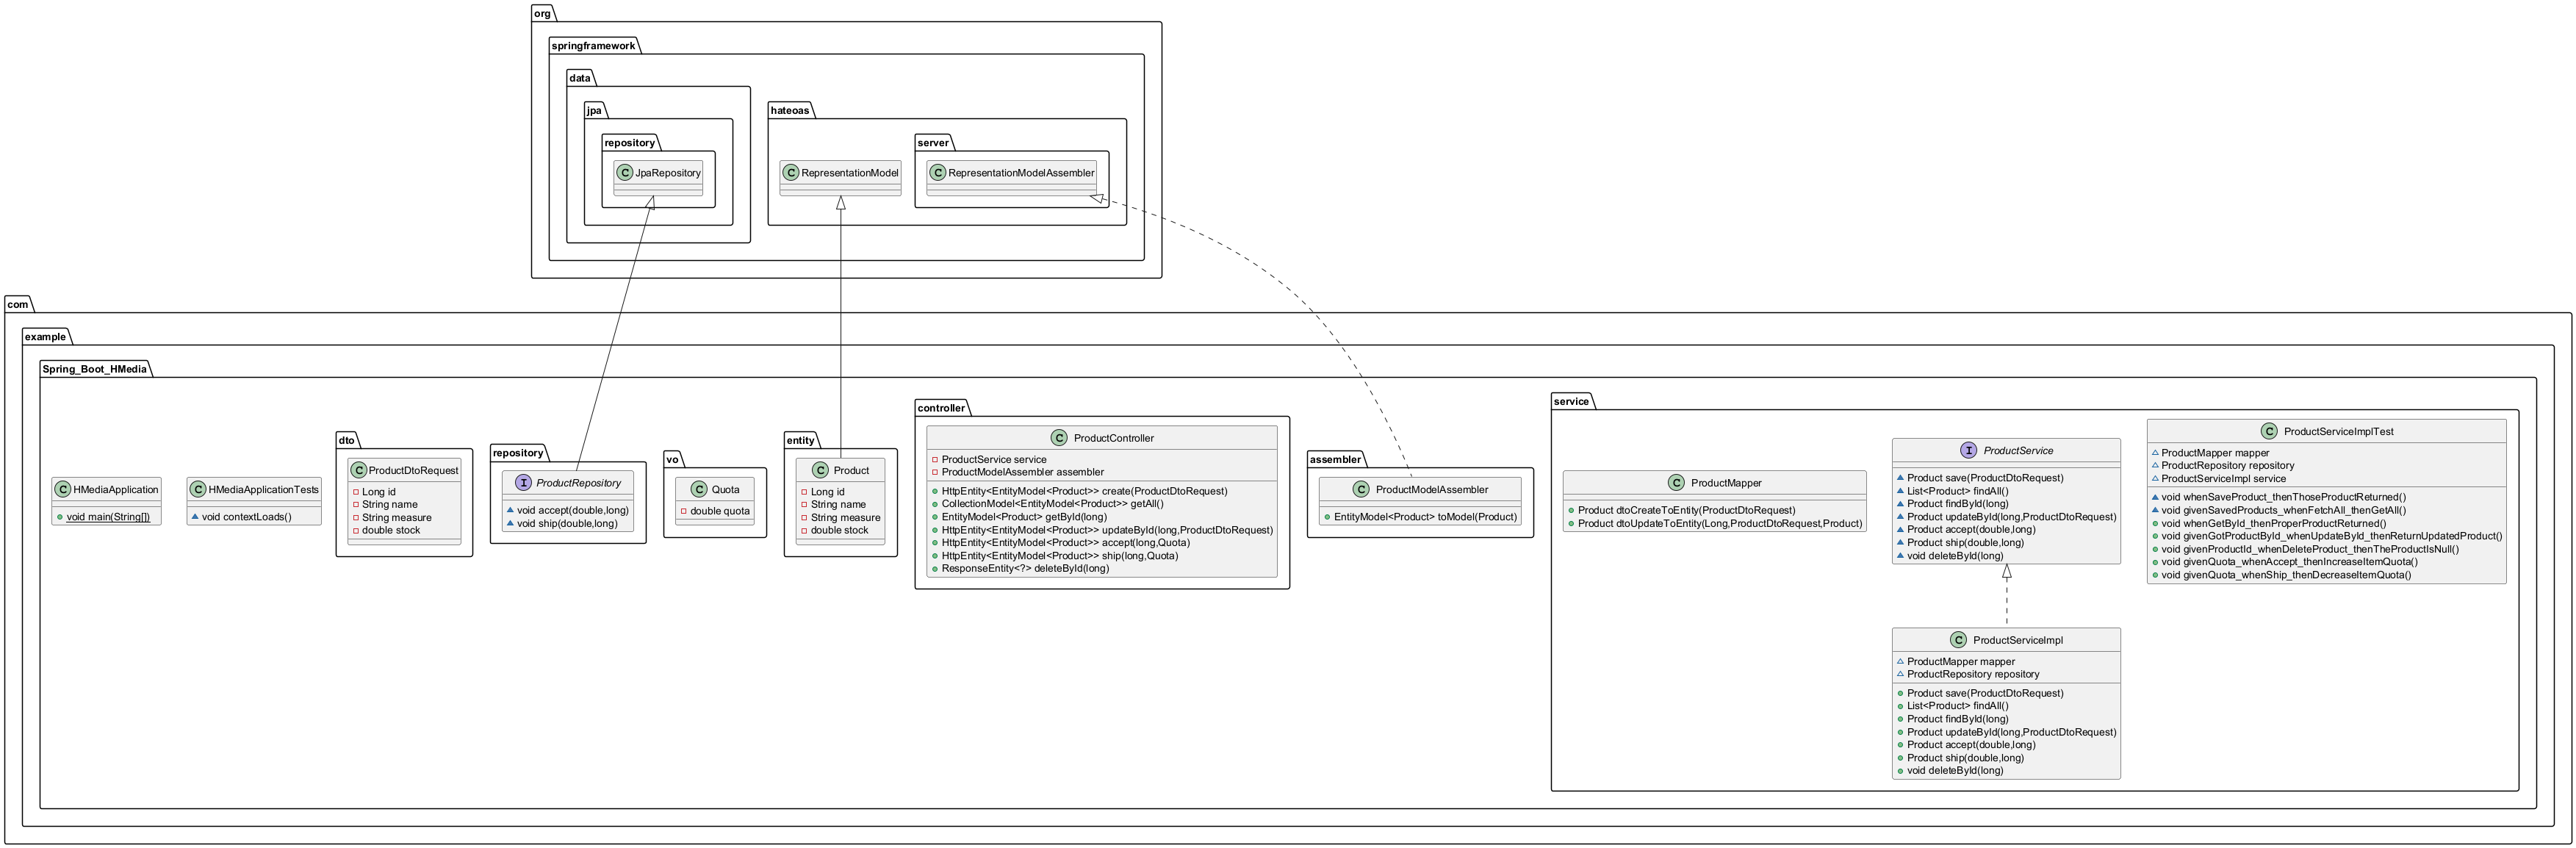 org
springframework
data
jpa
hateoas
repository
server
C JpaRepository
C RepresentationModel
C RepresentationModelAssembler
com
example
Spring_Boot_HMedia
C HMediaApplication
void main(String[])
C HMediaApplicationTests
void contextLoads()
dto
C ProductDtoRequest
Long id
String name
String measure
double stock
repository
I ProductRepository
void accept(double,long)
void ship(double,long)
vo
C Quota
double quota
entity
C Product
Long id
String name
String measure
double stock
controller
C ProductController
ProductService service
ProductModelAssembler assembler
HttpEntity<EntityModel<Product>> create(ProductDtoRequest)
CollectionModel<EntityModel<Product>> getAll()
EntityModel<Product> getById(long)
HttpEntity<EntityModel<Product>> updateById(long,ProductDtoRequest)
HttpEntity<EntityModel<Product>> accept(long,Quota)
HttpEntity<EntityModel<Product>> ship(long,Quota)
ResponseEntity<?> deleteById(long)
assembler
C ProductModelAssembler
EntityModel<Product> toModel(Product)
service
C ProductMapper
Product dtoCreateToEntity(ProductDtoRequest)
Product dtoUpdateToEntity(Long,ProductDtoRequest,Product)
I ProductService
Product save(ProductDtoRequest)
List<Product> findAll()
Product findById(long)
Product updateById(long,ProductDtoRequest)
Product accept(double,long)
Product ship(double,long)
void deleteById(long)
C ProductServiceImplTest
ProductMapper mapper
ProductRepository repository
ProductServiceImpl service
void whenSaveProduct_thenThoseProductReturned()
void givenSavedProducts_whenFetchAll_thenGetAll()
void whenGetById_thenProperProductReturned()
void givenGotProductById_whenUpdateById_thenReturnUpdatedProduct()
void givenProductId_whenDeleteProduct_thenTheProductIsNull()
void givenQuota_whenAccept_thenIncreaseItemQuota()
void givenQuota_whenShip_thenDecreaseItemQuota()
C ProductServiceImpl
ProductMapper mapper
ProductRepository repository
Product save(ProductDtoRequest)
List<Product> findAll()
Product findById(long)
Product updateById(long,ProductDtoRequest)
Product accept(double,long)
Product ship(double,long)
void deleteById(long)